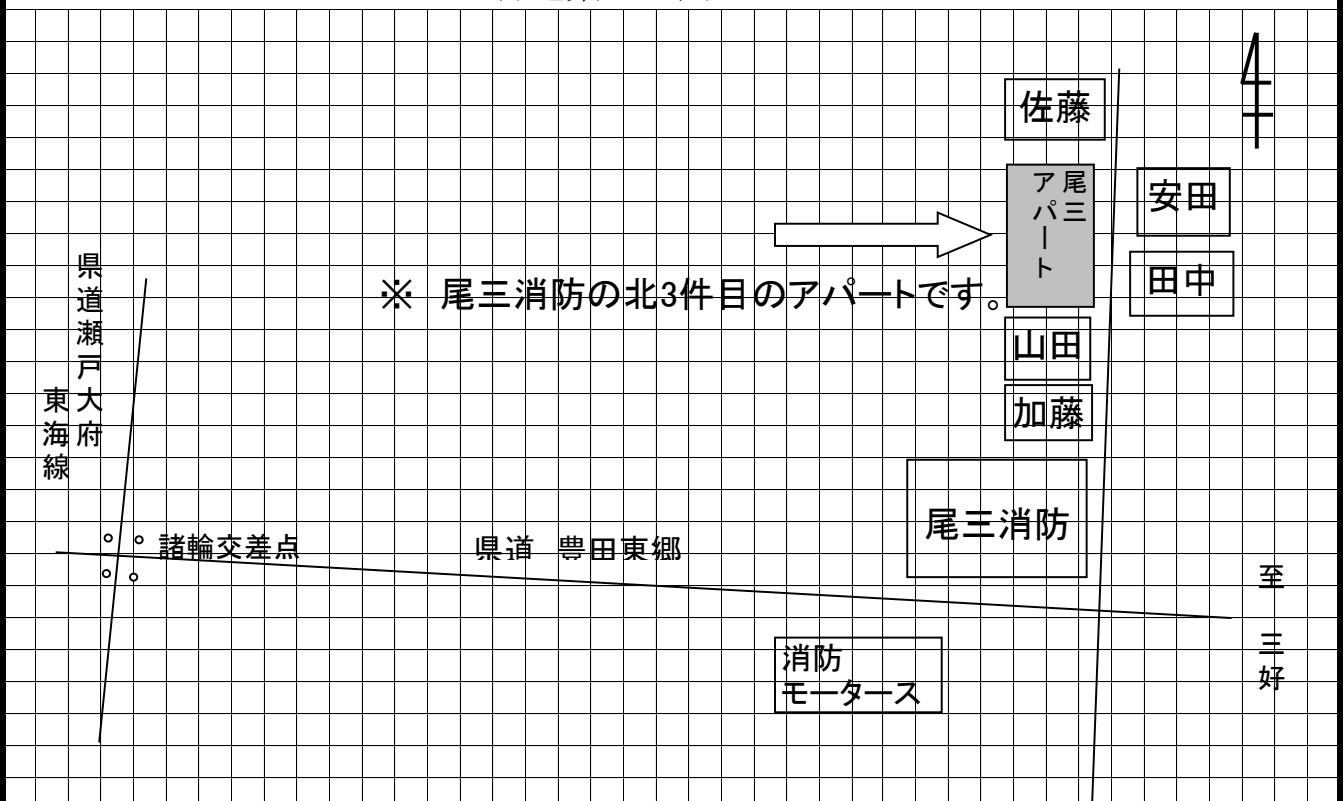 佐藤
尾三
アパート
安田
田中
※　尾三消防の北3件目のアパートです。
山田
加藤
県道瀬戸大府
東海線
尾三消防
諸輪交差点
県道　豊田東郷
至　三好
消防
モータース